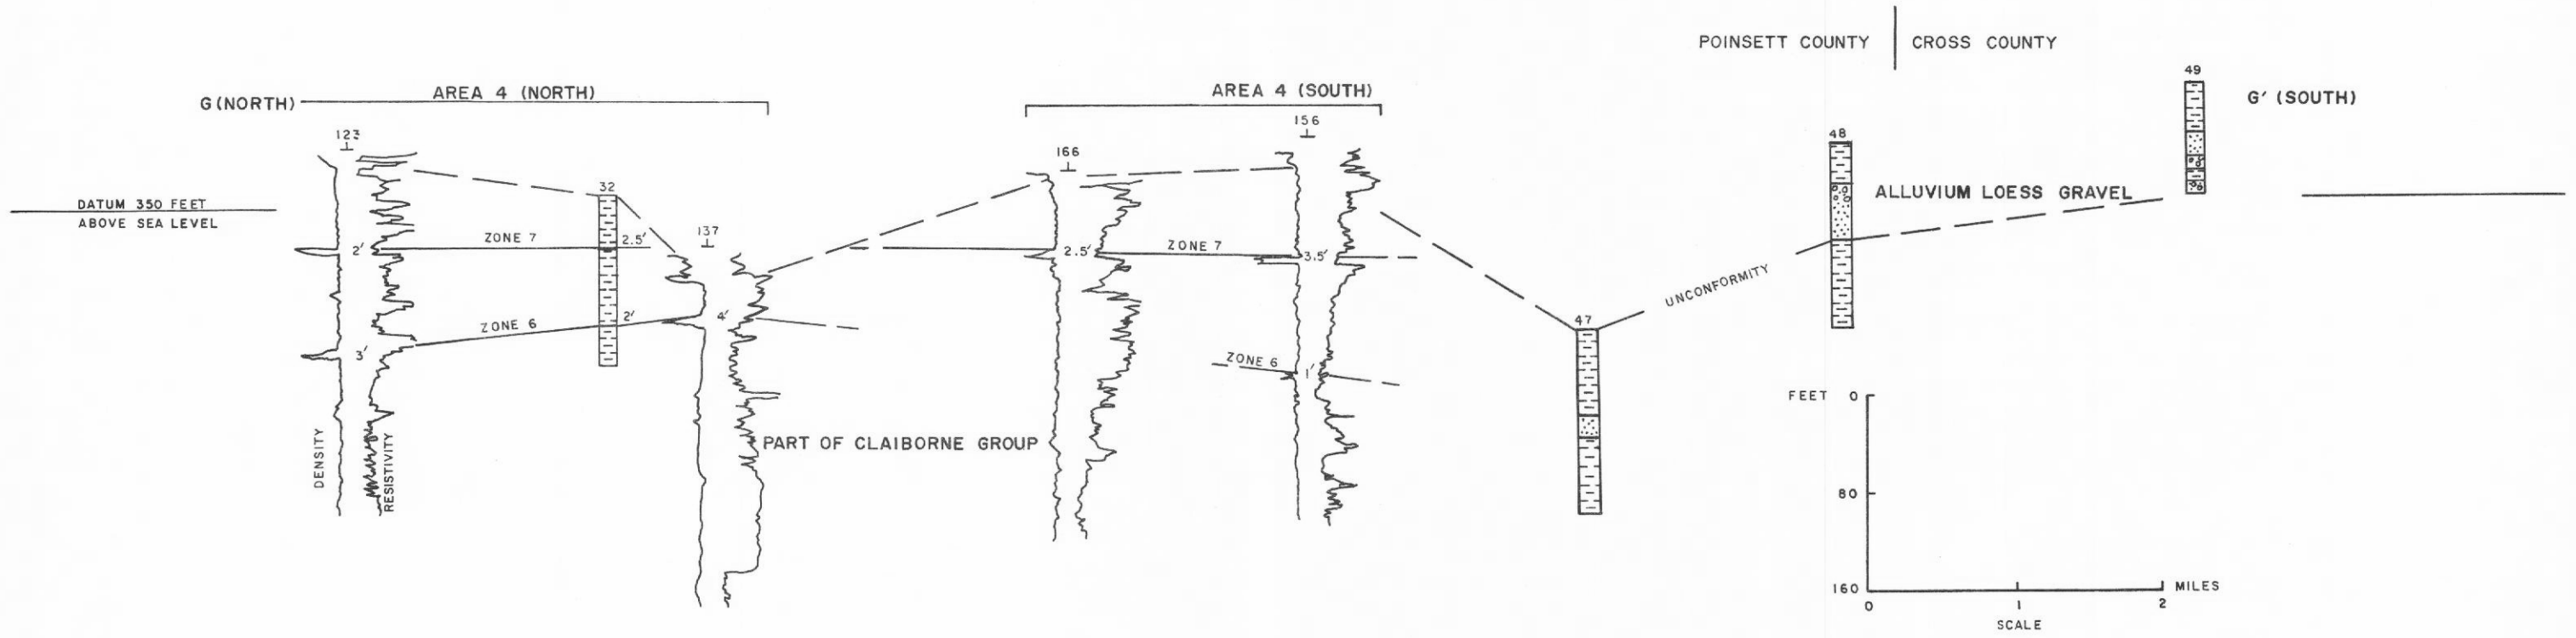 POINSETT COUNTY | CROSS COUNTY
G (NORTH)
AREA 4 (NORTH)
AREA 4 (SOUTH)
G' (SOUTH)
123
32
137
166
156
47
48
49
DATUM 350 FEET
ABOVE SEA LEVEL
2'
ZONE 7
2.5'
2.5'
ZONE 7
3.5'
3'
ZONE 6
2'
4'
ZONE 6
1'
ALLUVIUM LOESS GRAVEL
UNCONFORMITY
DENSITY
RESISTIVITY
PART OF CLAIBORNE GROUP
FEET 0
80
160
0 1 2 MILES
SCALE